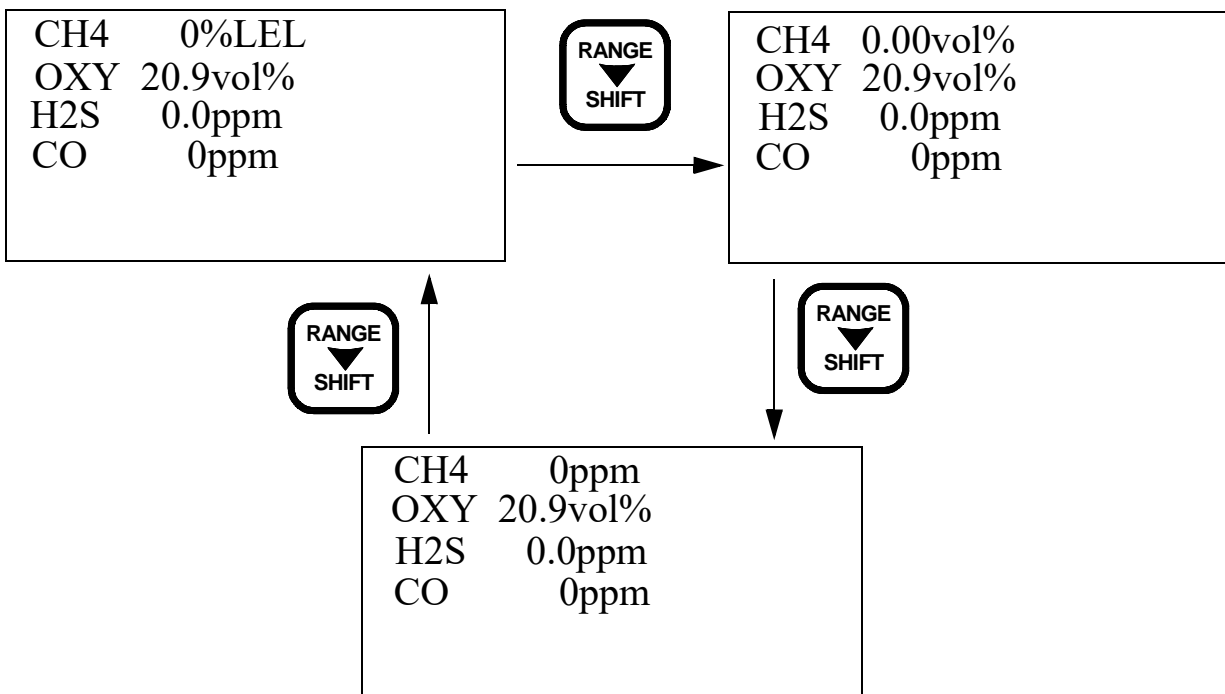 CH4 0%LEL
OXY 20.9vol%
H2S 0.0ppm
CO 0ppm
RANGE
SHIFT
CH4 0.00vol%
OXY 20.9vol%
H2S 0.0ppm
CO 0ppm
RANGE
SHIFT
RANGE
SHIFT
CH4 0ppm
OXY 20.9vol%
H2S 0.0ppm
CO 0ppm